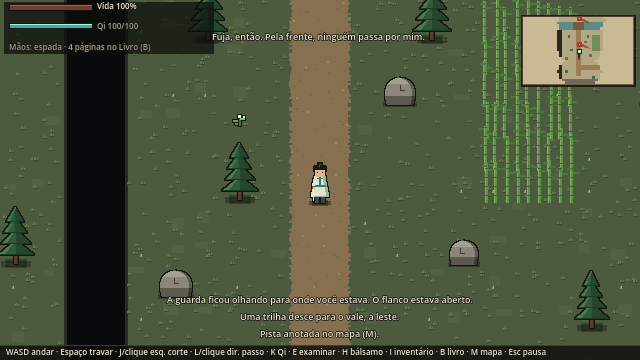 Vida 100%
Qi 100/100
Mãos: espada · 4 páginas no Livro (B)
Fuja, então. Pela frente, ninguém passa por mim.
A guarda ficou olhando para onde você estava. O flanco estava aberto.
Uma trilha desce para o vale, a leste.
Pista anotada no mapa (M).
WASD andar · Espaço travar · J/clique esq. corte · L/clique dir. passo · K Qi · E examinar · H bálsamo · I inventário · B livro · M mapa · Esc pausa